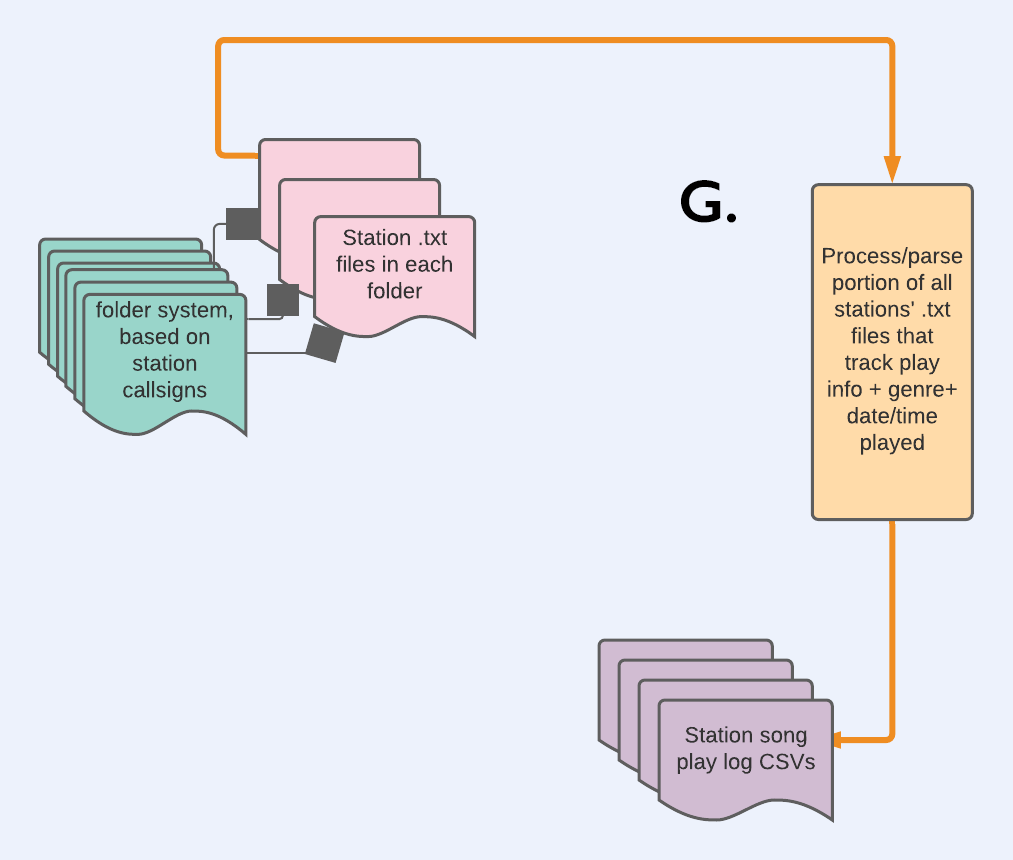 G.
Station .txt
files in each
folder
folder system,
based on
station
callsigns
Process/parse
portion of all
stations' .txt
files that
track play
info + genre+
date/time
played
Station song
play log CSVs